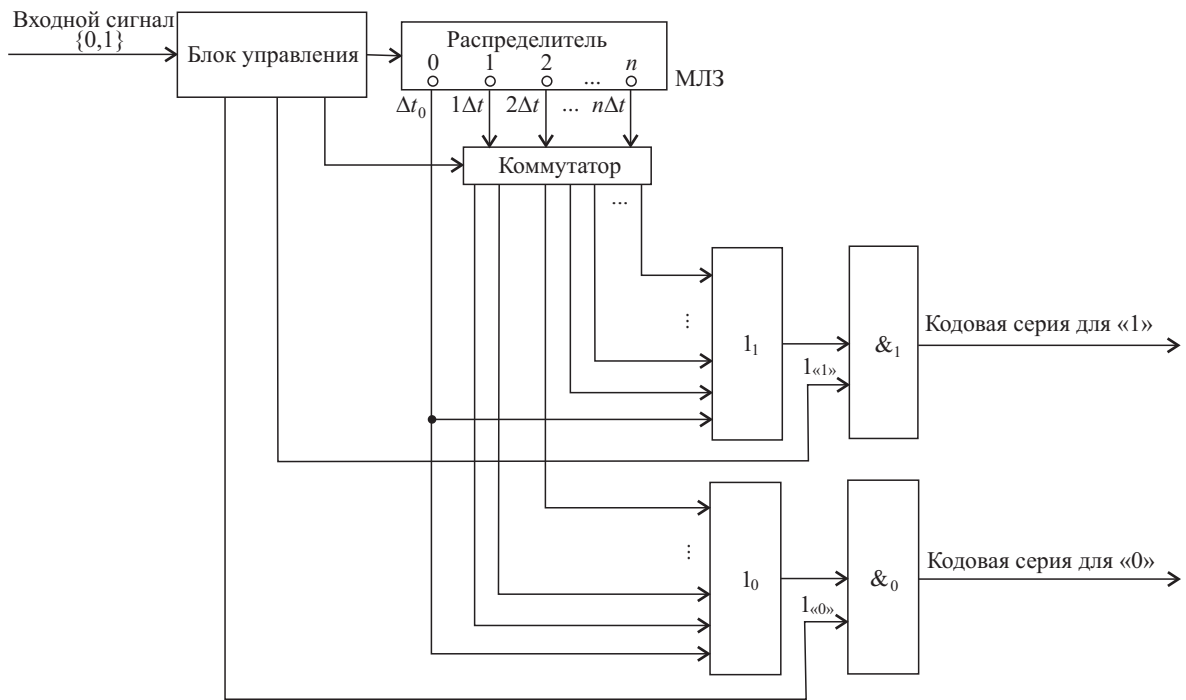 Входной сигнал
{0,1}
Блок управления
Распределитель
0 1 2 ... n
МЛЗ
Δt₀ 1Δt 2Δt ... nΔt
Коммутатор
...
...
1₁
&₁
Кодовая серия для «1»
1«1»
...
1₀
&₀
Кодовая серия для «0»
1«0»